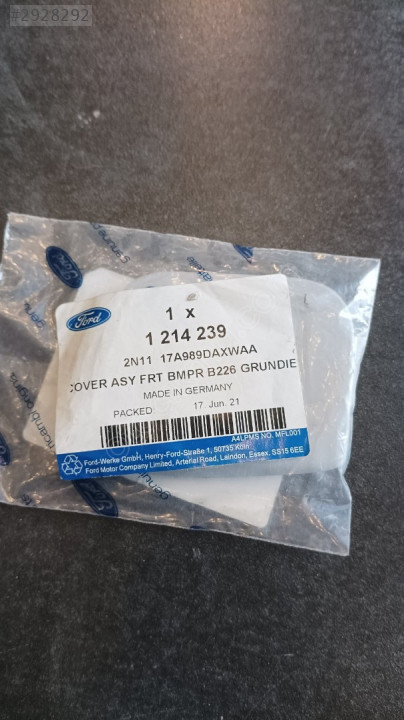 #2928292
Ford
1 x
1 214 239
2N11 17A989DAXWAA
COVER ASY FRT BMPR B226 GRUNDIE
MADE IN GERMANY
PACKED: 17. Jun. 21
A4LPMS NO. MFL001
Ford-Werke GmbH, Henry-Ford-Straße 1, 50735 Köln
Ford Motor Company Limited, Arterial Road, Laindon, Essex. SS15 6EE
Ford